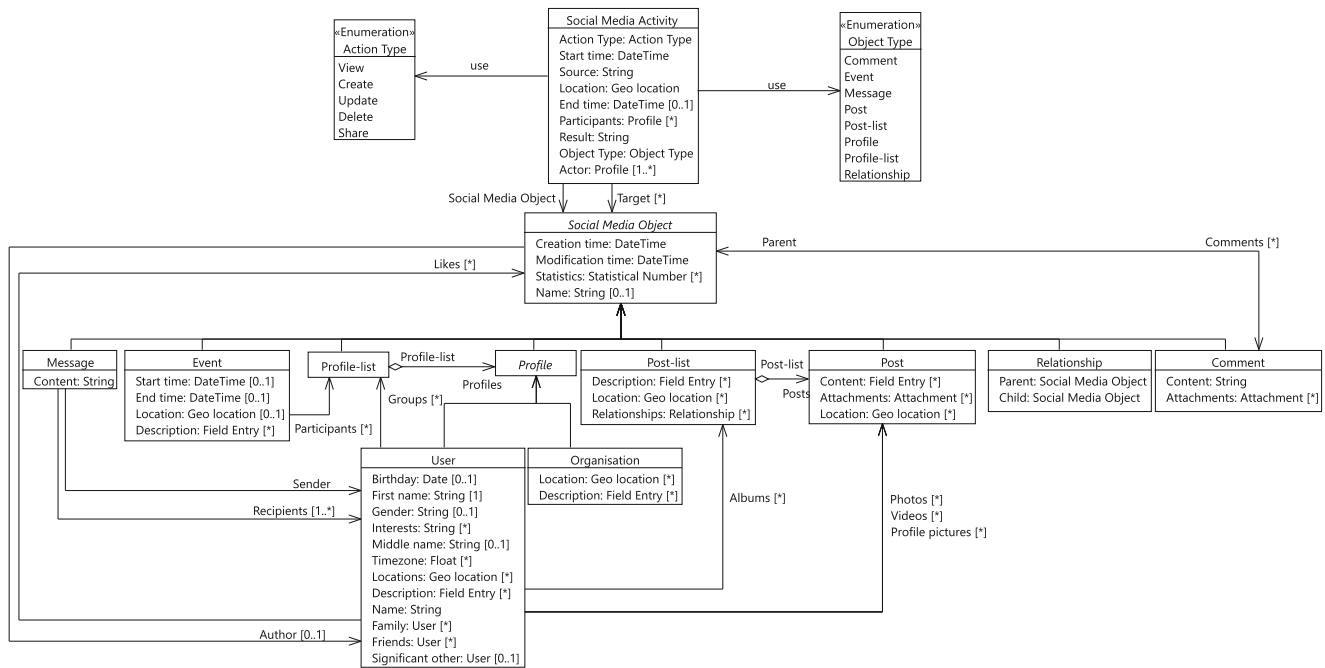 «Enumeration»
Action Type
View
Create
Update
Delete
Share
use
Social Media Activity
Action Type: Action Type
Start time: DateTime
Source: String
Location: Geo location
End time: DateTime [0..1]
Participants: Profile [*]
Result: String
Object Type: Object Type
Actor: Profile [1..*]
use
«Enumeration»
Object Type
Comment
Event
Message
Post
Post-list
Profile
Profile-list
Relationship
Social Media Object
Target [*]
Social Media Object
Creation time: DateTime
Modification time: DateTime
Statistics: Statistical Number [*]
Name: String [0..1]
Parent
Comments [*]
Likes [*]
Message
Content: String
Event
Start time: DateTime [0..1]
End time: DateTime [0..1]
Location: Geo location [0..1]
Description: Field Entry [*]
Profile-list
Profile-list
Profiles
Profile
Post-list
Description: Field Entry [*]
Location: Geo location [*]
Relationships: Relationship [*]
Post-list
Posts
Post
Content: Field Entry [*]
Attachments: Attachment [*]
Location: Geo location [*]
Relationship
Parent: Social Media Object
Child: Social Media Object
Comment
Content: String
Attachments: Attachment [*]
Groups [*]
Participants [*]
Sender
Recipients [1..*]
Author [0..1]
User
Birthday: Date [0..1]
First name: String [1]
Gender: String [0..1]
Interests: String [*]
Middle name: String [0..1]
Timezone: Float [*]
Locations: Geo location [*]
Description: Field Entry [*]
Name: String
Family: User [*]
Friends: User [*]
Significant other: User [0..1]
Organisation
Location: Geo location [*]
Description: Field Entry [*]
Albums [*]
Photos [*]
Videos [*]
Profile pictures [*]